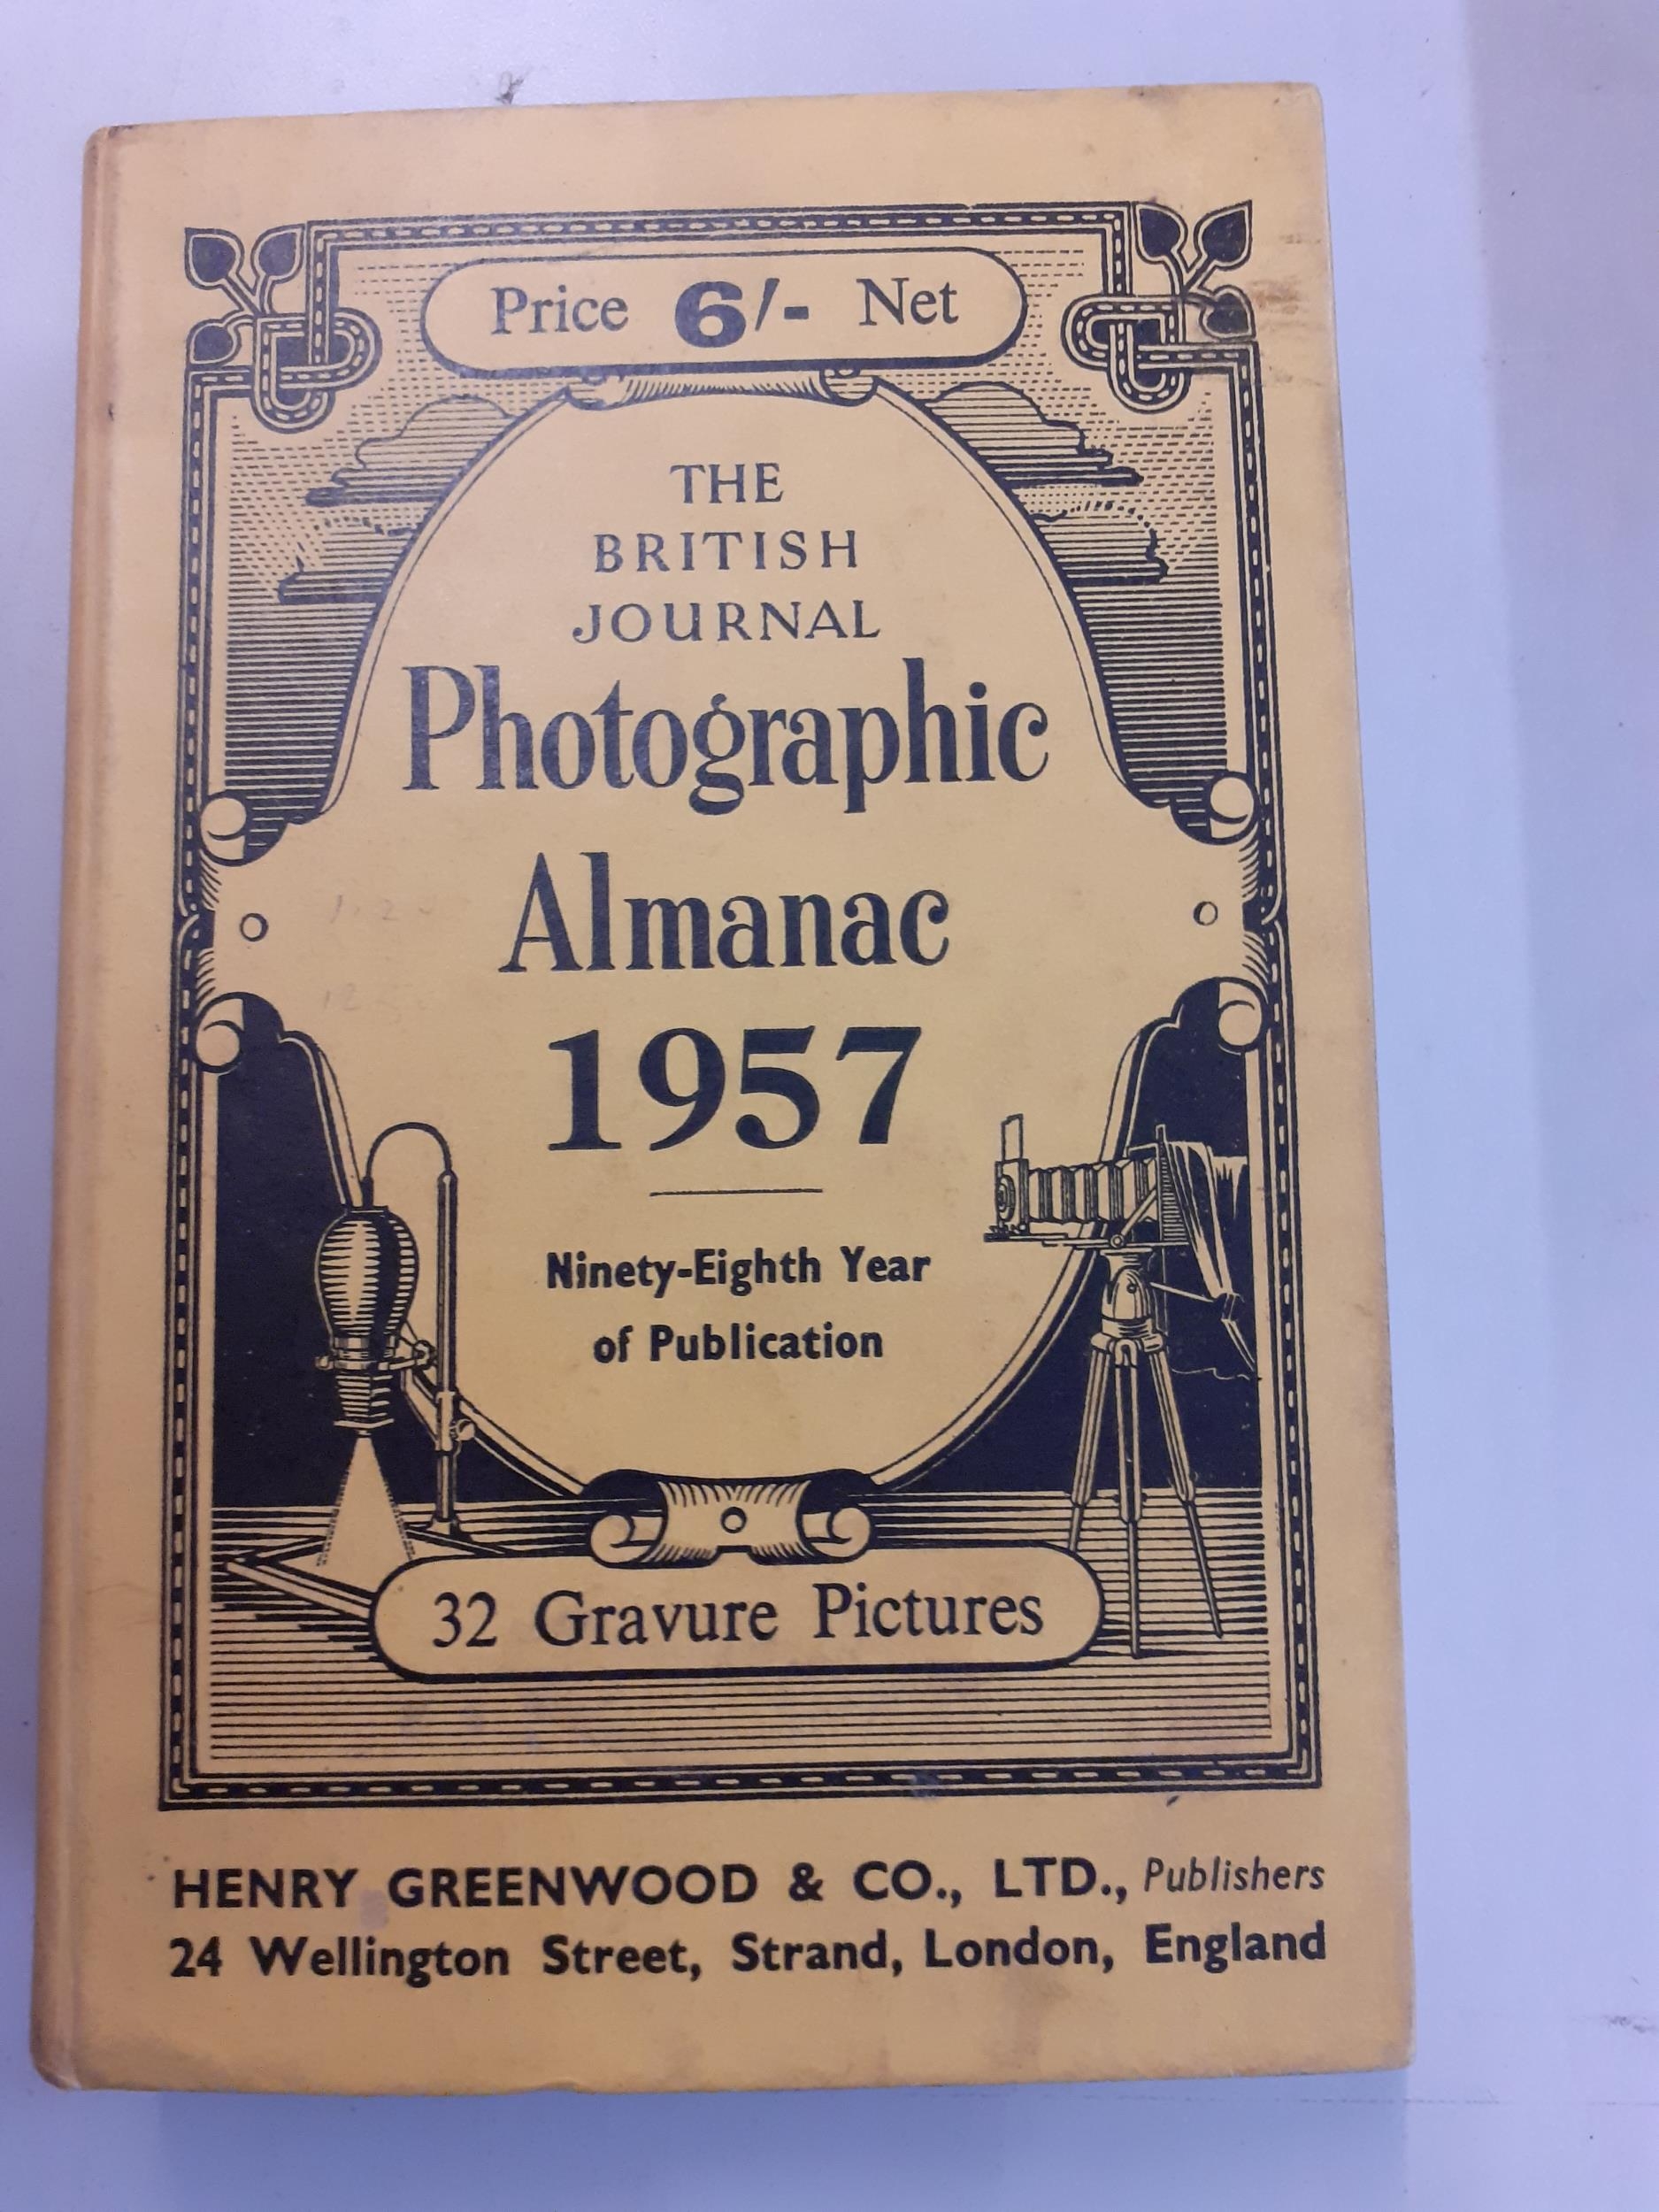 Price 6/- Net
THE
BRITISH
JOURNAL
Photographic
Almanac
1957
Ninety-Eighth Year
of Publication
32 Gravure Pictures
HENRY GREENWOOD & CO., LTD., Publishers
24 Wellington Street, Strand, London, England